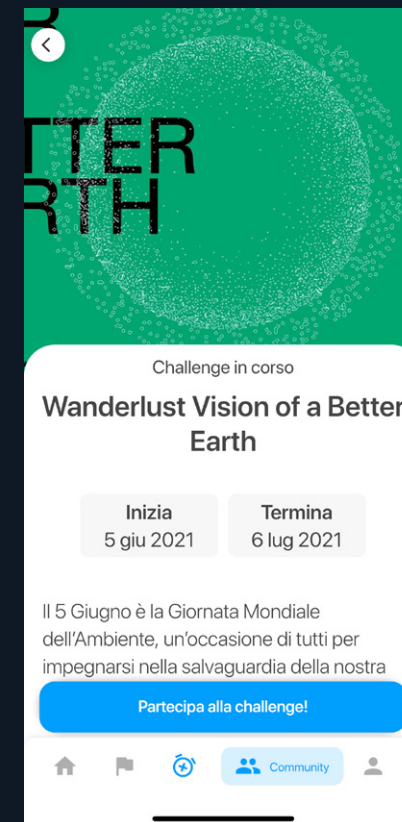 R
TTER
RTH
Challenge in corso
Wanderlust Vision of a Better
Earth
Inizia
5 giu 2021
Termina
6 lug 2021
Il 5 Giugno è la Giornata Mondiale
dell'Ambiente, un'occasione di tutti per
impegnarsi nella salvaguardia della nostra
Partecipa alla challenge!
Community